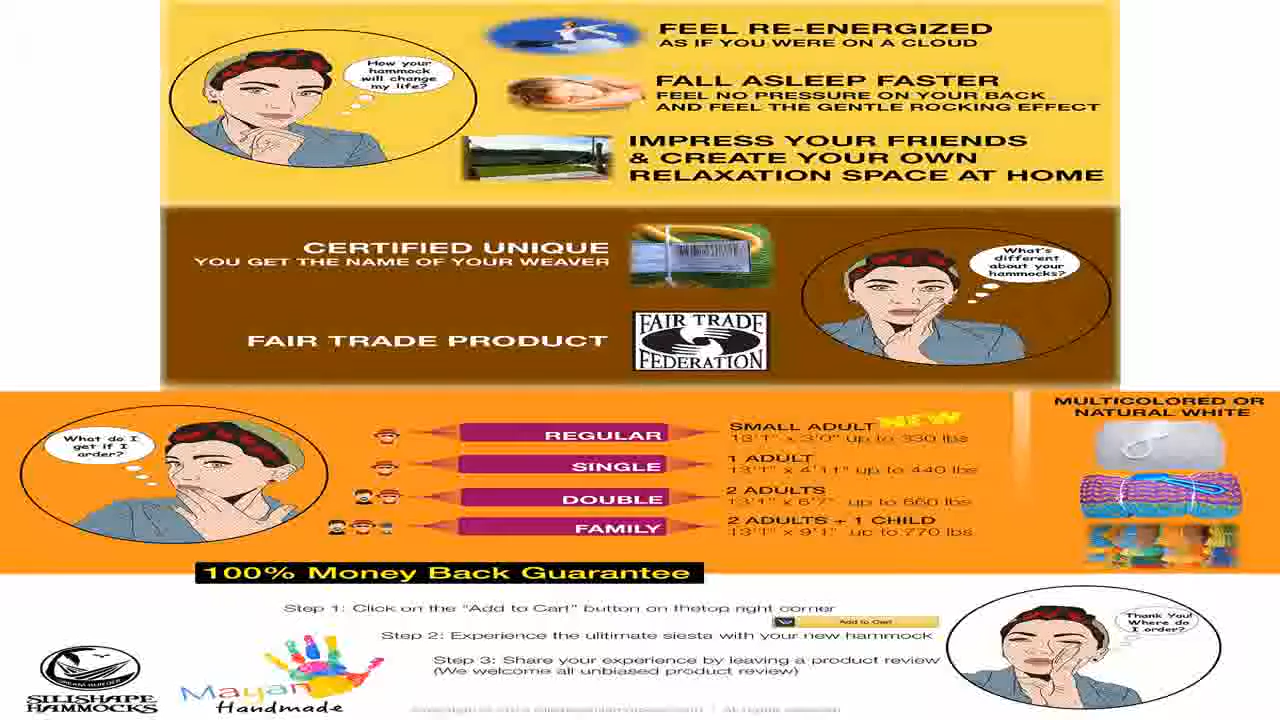 How your
hammock
will change
my life?
FEEL RE-ENERGIZED
AS IF YOU WERE ON A CLOUD
FALL ASLEEP FASTER
FEEL NO PRESSURE ON YOUR BACK
AND FEEL THE GENTLE ROCKING EFFECT
IMPRESS YOUR FRIENDS
& CREATE YOUR OWN
RELAXATION SPACE AT HOME
CERTIFIED UNIQUE
YOU GET THE NAME OF YOUR WEAVER
FAIR TRADE PRODUCT
FAIR TRADE
FEDERATION
What's
different
about your
hammocks?
What do I
get if I
order?
REGULAR
SMALL ADULT NEW
13'1" x 3'0" up to 330 lbs
SINGLE
1 ADULT
13'1" x 4'11" up to 440 lbs
DOUBLE
2 ADULTS
13'1" x 6'7" up to 660 lbs
FAMILY
2 ADULTS + 1 CHILD
13'1" x 9'1" up to 770 lbs
MULTICOLORED OR
NATURAL WHITE
100% Money Back Guarantee
Step 1: Click on the "Add to Cart" button on thetop right corner
Add to Cart
Step 2: Experience the ulitimate siesta with your new hammock
Step 3: Share your experience by leaving a product review
(We welcome all unbiased product review)
Thank You!
Where do
I order?
SILISHAPE
HAMMOCKS
Mayan
Handmade
All rights reserved